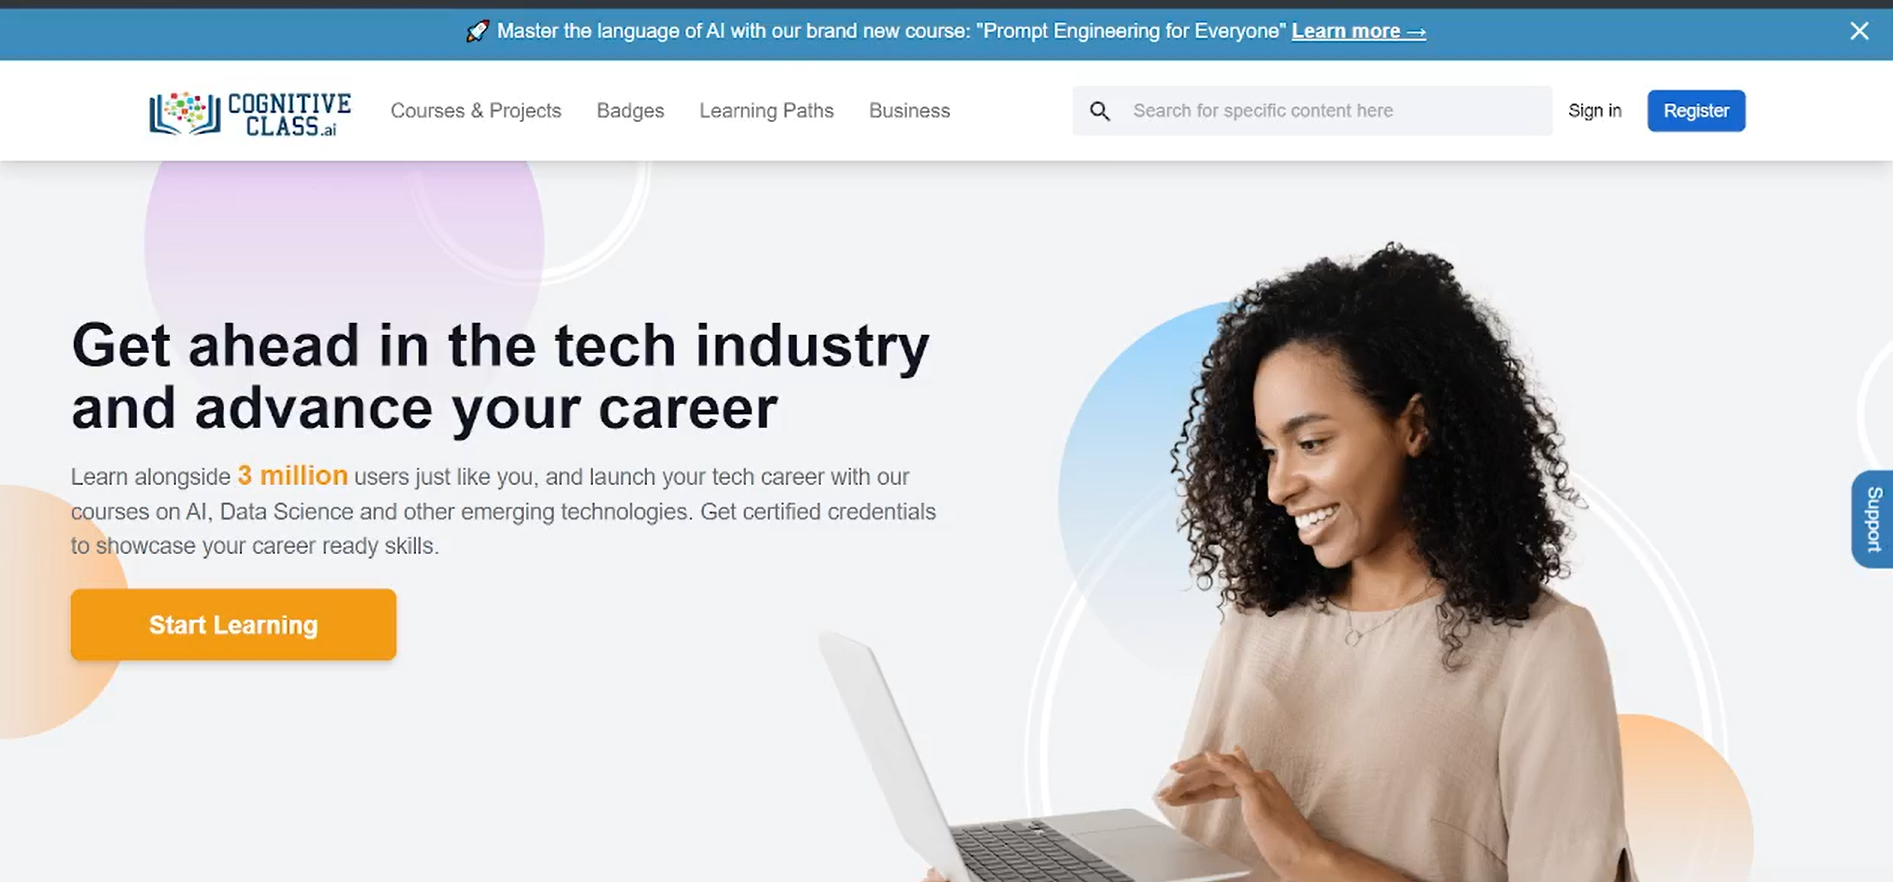 🚀 Master the language of AI with our brand new course: "Prompt Engineering for Everyone" Learn more →
COGNITIVE
CLASS.ai
Courses & Projects
Badges
Learning Paths
Business
Search for specific content here
Sign in
Register
Get ahead in the tech industry
and advance your career
Learn alongside 3 million users just like you, and launch your tech career with our
courses on AI, Data Science and other emerging technologies. Get certified credentials
to showcase your career ready skills.
Start Learning
Support